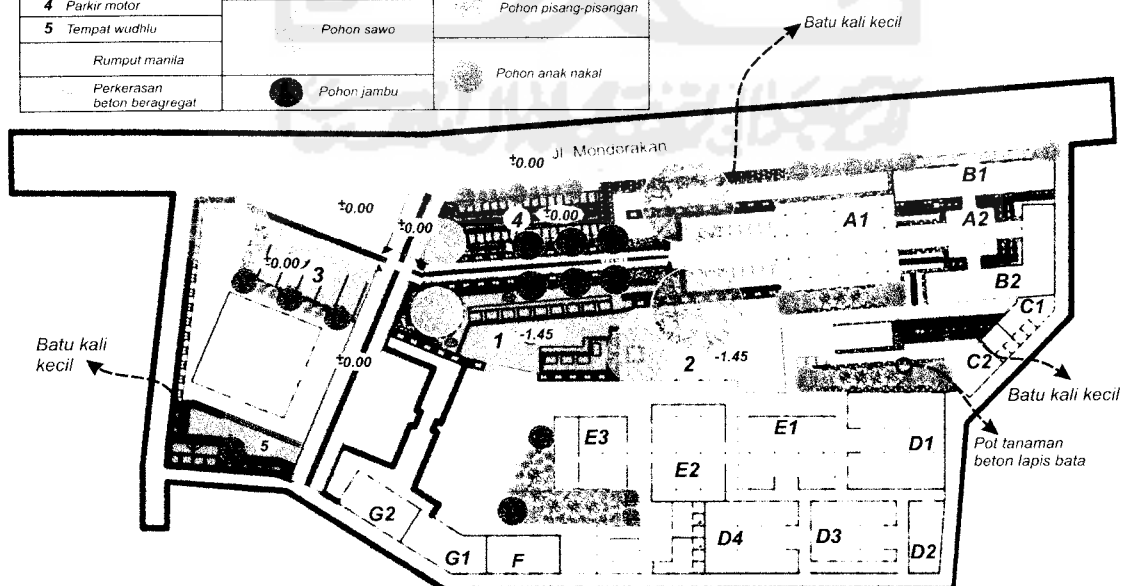 4 Parkir motor
5 Tempat wudhlu
Rumput manila
Perkerasan
beton beragregat
Pohon sawo
Pohon jambu
Pohon pisang-pisangan
Pohon anak nakal
Batu kali kecil
±0.00
Jl. Mondorakan
±0.00
±0.00
4
±0.00
B1
A1
A2
±0.00
3
B2
C1
1
-1.45
±0.00
2
-1.45
C2
Batu kali
kecil
Batu kali kecil
Pot tanaman
beton lapis bata
5
E3
E2
E1
D1
G2
G1
F
D4
D3
D2